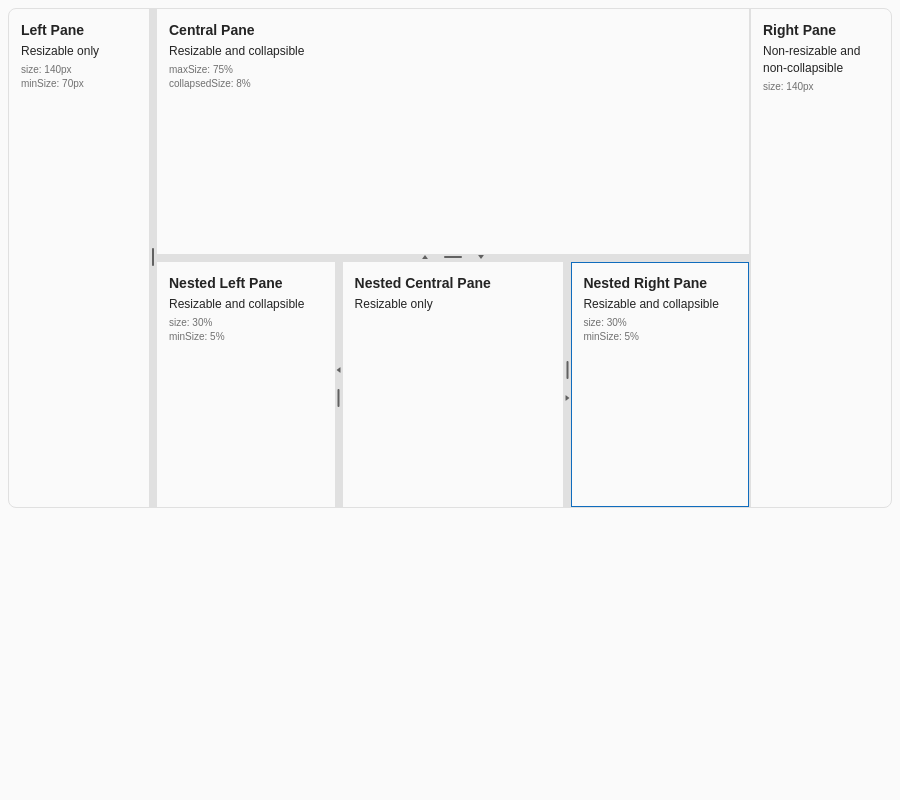 Left Pane
Resizable only
size: 140px
minSize: 70px
Central Pane
Resizable and collapsible
maxSize: 75%
collapsedSize: 8%
Right Pane
Non-resizable and
non-collapsible
size: 140px
Nested Left Pane
Resizable and collapsible
size: 30%
minSize: 5%
Nested Central Pane
Resizable only
Nested Right Pane
Resizable and collapsible
size: 30%
minSize: 5%